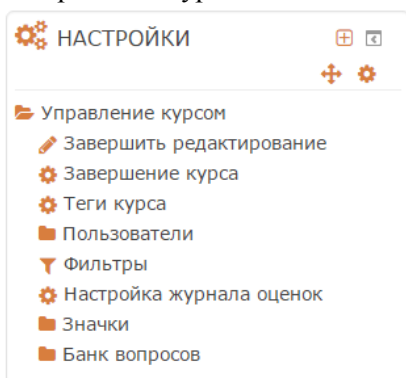 НАСТРОЙКИ
Управление курсом
Завершить редактирование
Завершение курса
Теги курса
Пользователи
Фильтры
Настройка журнала оценок
Значки
Банк вопросов